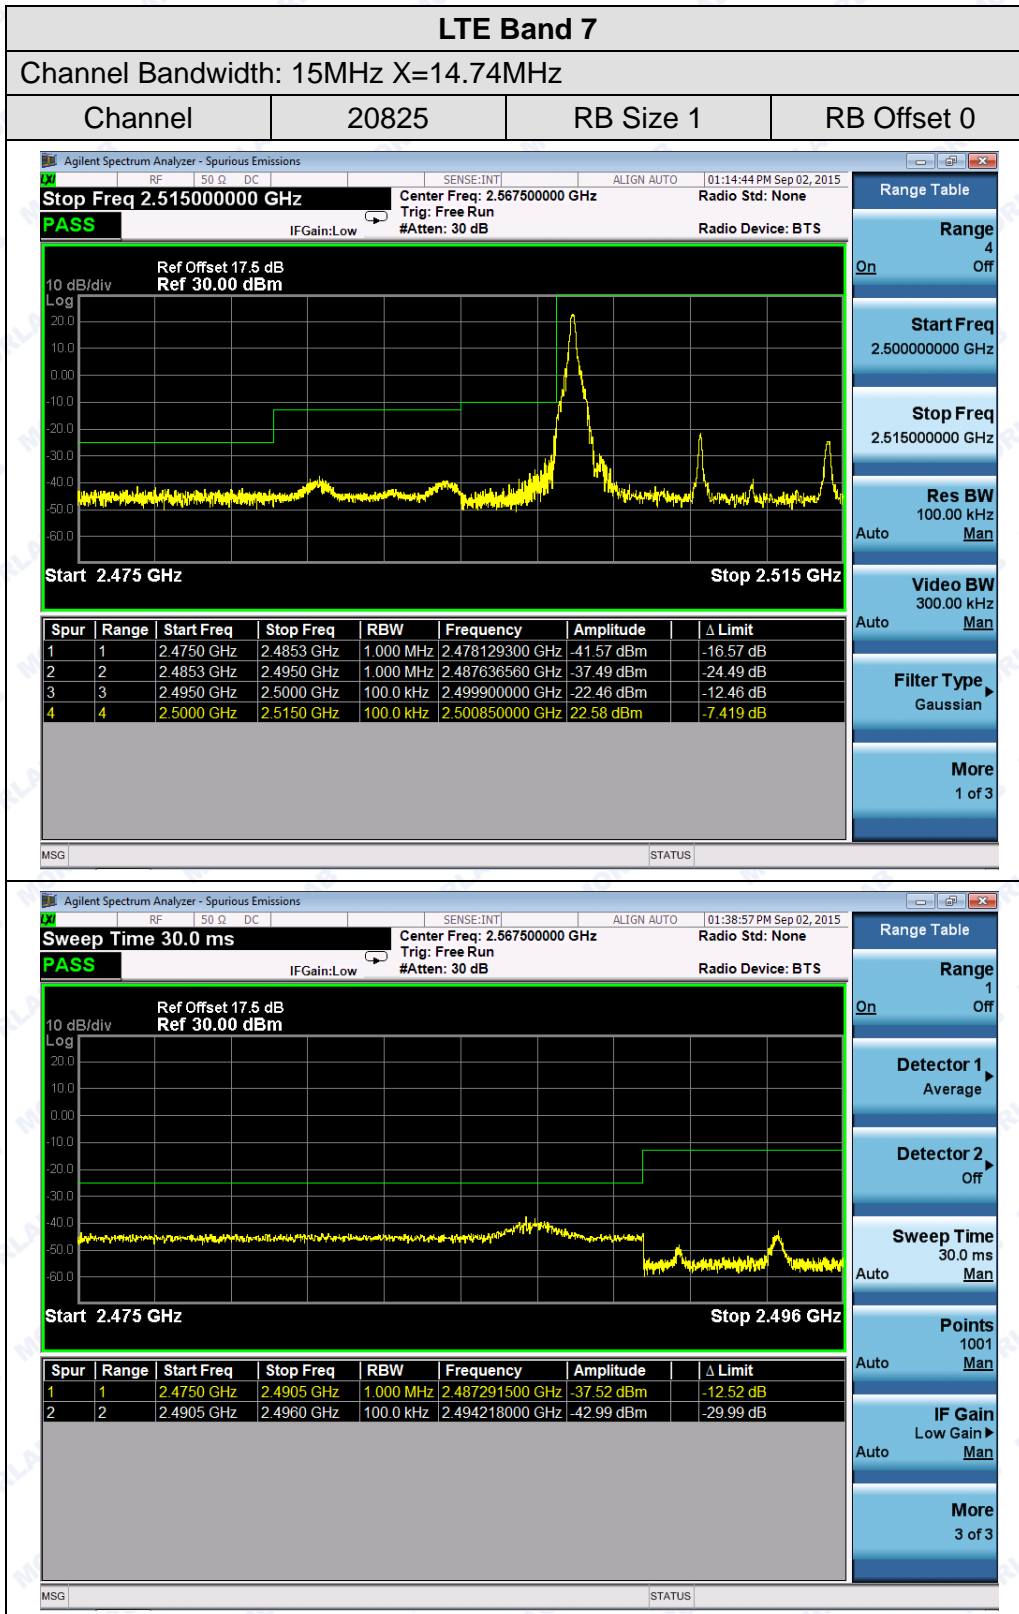 LTE Band 7
Channel Bandwidth: 15MHz X=14.74MHz
Channel 20825 RB Size 1 RB Offset 0
Agilent Spectrum Analyzer - Spurious Emissions
LXI RF 50 Ω DC SENSE:INT ALIGN AUTO 01:14:44 PM Sep 02, 2015
Stop Freq 2.515000000 GHz Center Freq: 2.567500000 GHz Radio Std: None
Trig: Free Run
PASS IFGain:Low #Atten: 30 dB Radio Device: BTS
Ref Offset 17.5 dB
10 dB/div Ref 30.00 dBm
Log
20.0
10.0
0.00
-10.0
-20.0
-30.0
-40.0
-50.0
-60.0
Start 2.475 GHz Stop 2.515 GHz
Spur Range Start Freq Stop Freq RBW Frequency Amplitude Δ Limit
1 1 2.4750 GHz 2.4853 GHz 1.000 MHz 2.478129300 GHz -41.57 dBm -16.57 dB
2 2 2.4853 GHz 2.4950 GHz 1.000 MHz 2.487636560 GHz -37.49 dBm -24.49 dB
3 3 2.4950 GHz 2.5000 GHz 100.0 kHz 2.499900000 GHz -22.46 dBm -12.46 dB
4 4 2.5000 GHz 2.5150 GHz 100.0 kHz 2.500850000 GHz 22.58 dBm -7.419 dB
MSG STATUS
Range Table
Range
4
On Off
Start Freq
2.500000000 GHz
Stop Freq
2.515000000 GHz
Res BW
100.00 kHz
Auto Man
Video BW
300.00 kHz
Auto Man
Filter Type
Gaussian
More
1 of 3
Agilent Spectrum Analyzer - Spurious Emissions
LXI RF 50 Ω DC SENSE:INT ALIGN AUTO 01:38:57 PM Sep 02, 2015
Sweep Time 30.0 ms Center Freq: 2.567500000 GHz Radio Std: None
Trig: Free Run
PASS IFGain:Low #Atten: 30 dB Radio Device: BTS
Ref Offset 17.5 dB
10 dB/div Ref 30.00 dBm
Log
20.0
10.0
0.00
-10.0
-20.0
-30.0
-40.0
-50.0
-60.0
Start 2.475 GHz Stop 2.496 GHz
Spur Range Start Freq Stop Freq RBW Frequency Amplitude Δ Limit
1 1 2.4750 GHz 2.4905 GHz 1.000 MHz 2.487291500 GHz -37.52 dBm -12.52 dB
2 2 2.4905 GHz 2.4960 GHz 100.0 kHz 2.494218000 GHz -42.99 dBm -29.99 dB
MSG STATUS
Range Table
Range
1
On Off
Detector 1
Average
Detector 2
Off
Sweep Time
30.0 ms
Auto Man
Points
1001
Auto Man
IF Gain
Low Gain
Auto Man
More
3 of 3